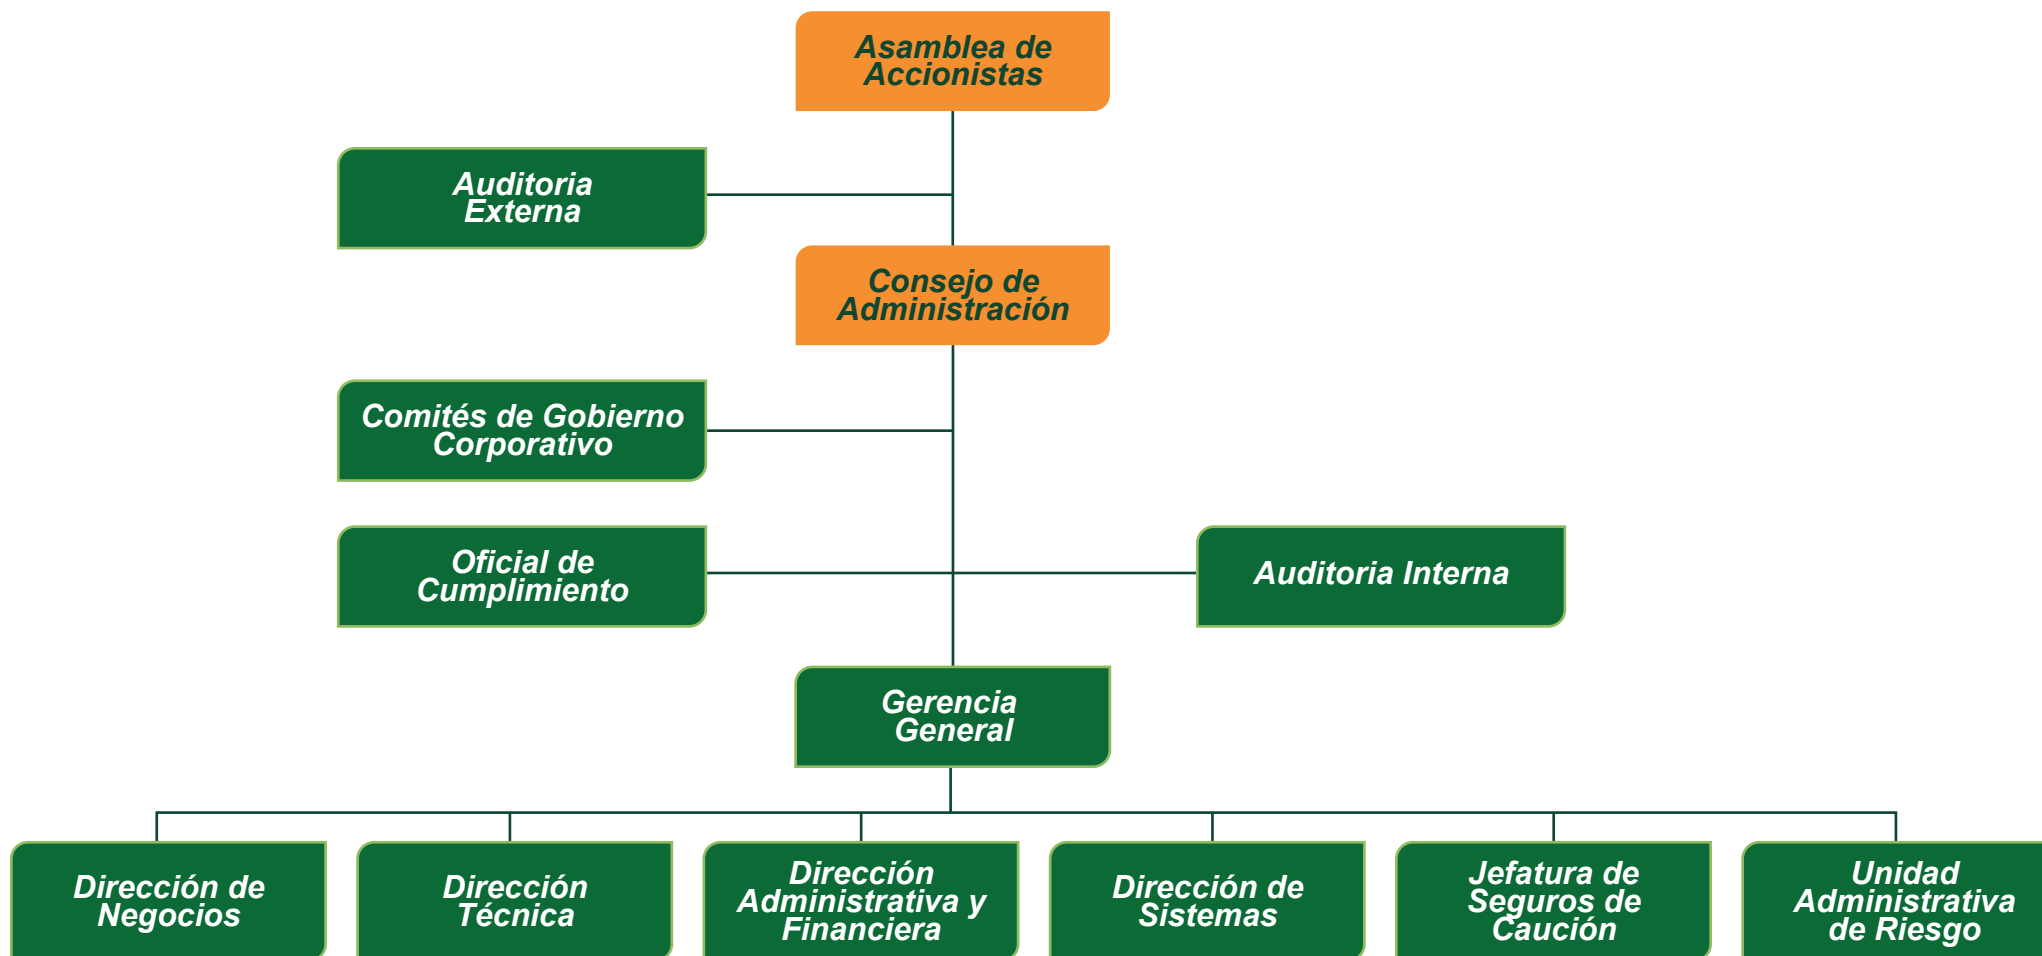 Asamblea de
Accionistas
Auditoria
Externa
Consejo de
Administración
Comités de Gobierno
Corporativo
Oficial de
Cumplimiento
Auditoria Interna
Gerencia
General
Dirección de
Negocios
Dirección
Técnica
Dirección
Administrativa y
Financiera
Dirección de
Sistemas
Jefatura de
Seguros de
Caución
Unidad
Administrativa
de Riesgo